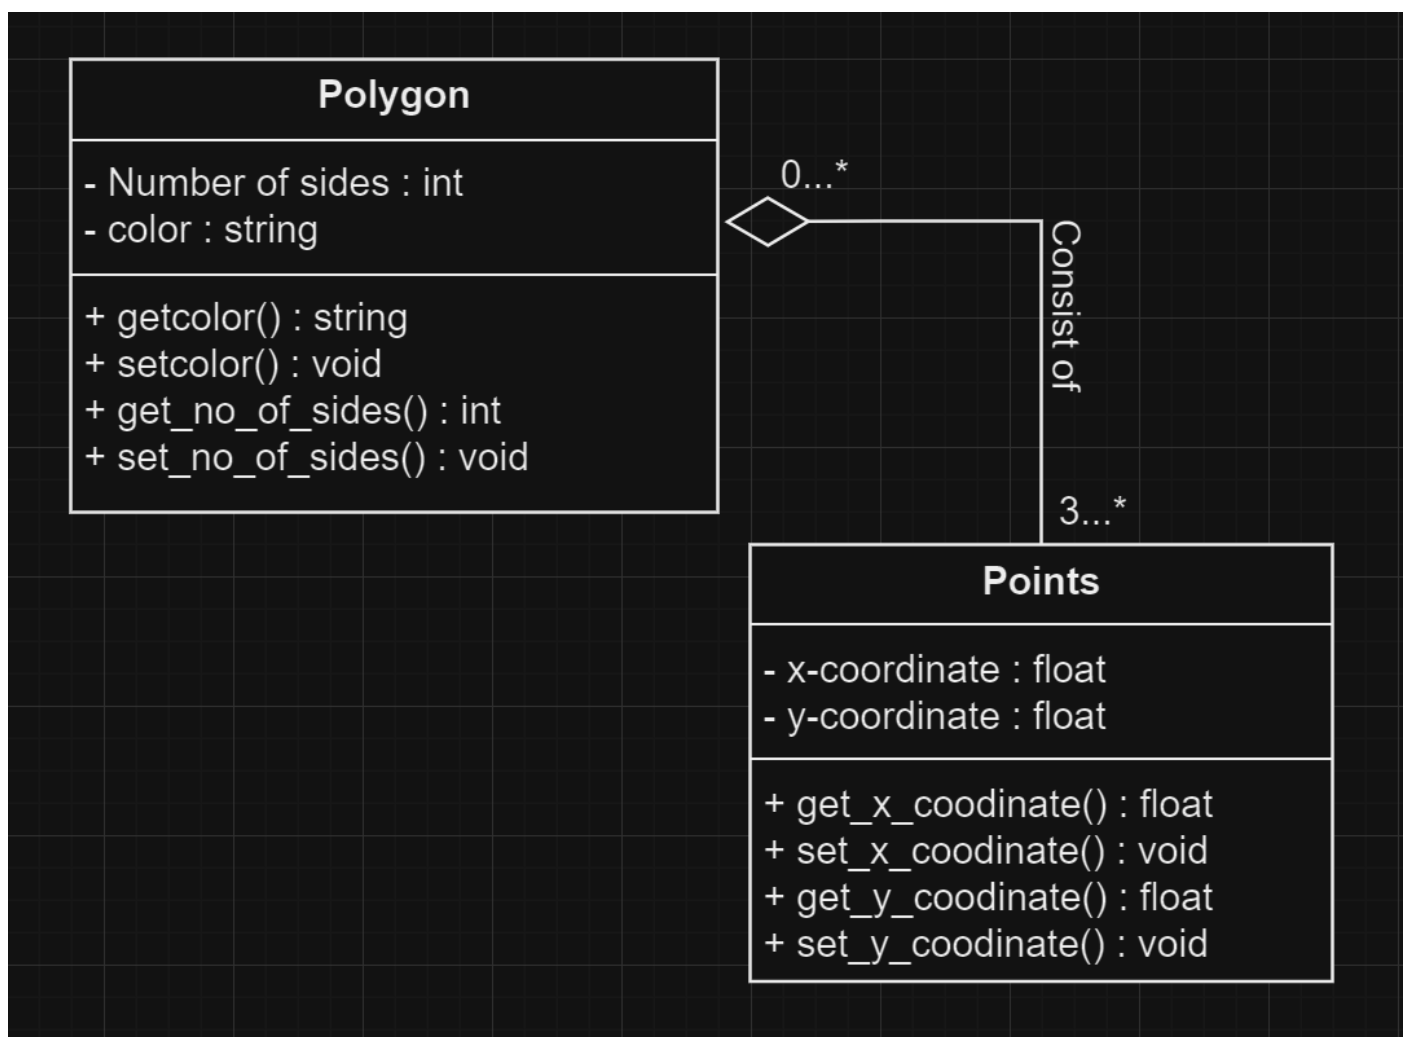 Polygon
- Number of sides : int
- color : string
+ getcolor() : string
+ setcolor() : void
+ get_no_of_sides() : int
+ set_no_of_sides() : void
0...*
Consist of
3...*
Points
- x-coordinate : float
- y-coordinate : float
+ get_x_coodinate() : float
+ set_x_coodinate() : void
+ get_y_coodinate() : float
+ set_y_coodinate() : void